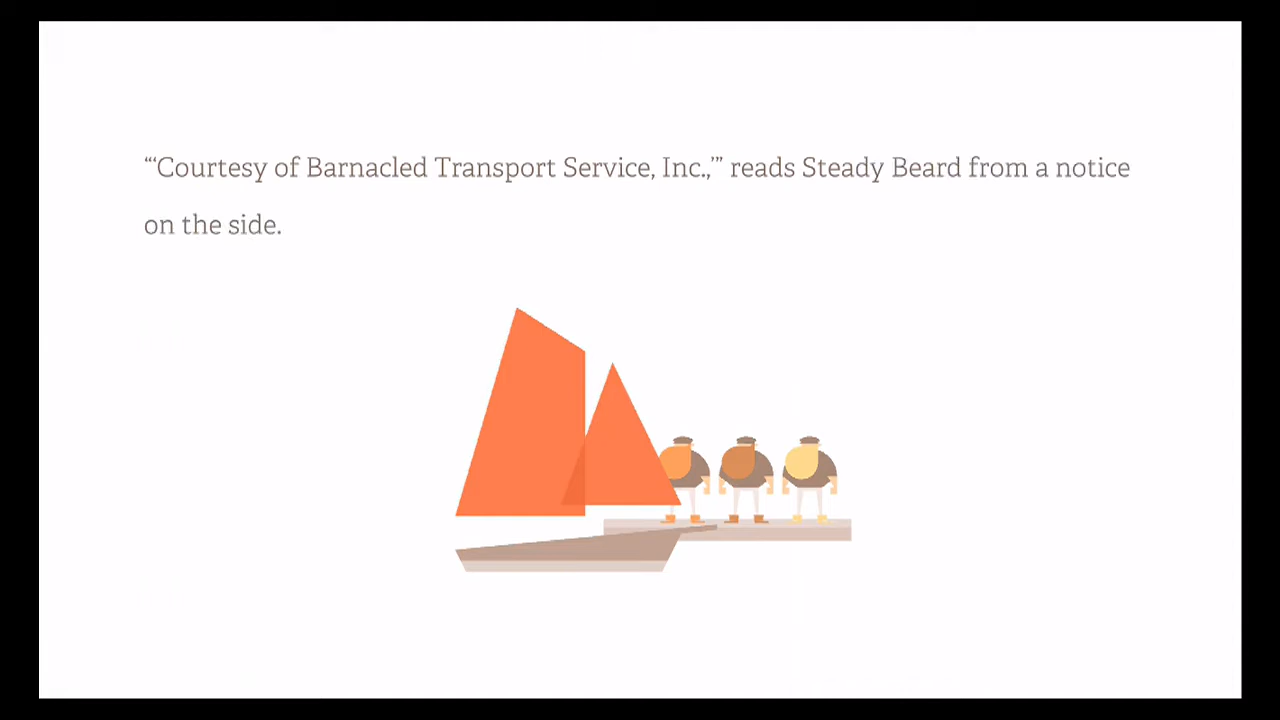 “‘Courtesy of Barnacled Transport Service, Inc.,’” reads Steady Beard from a notice
on the side.